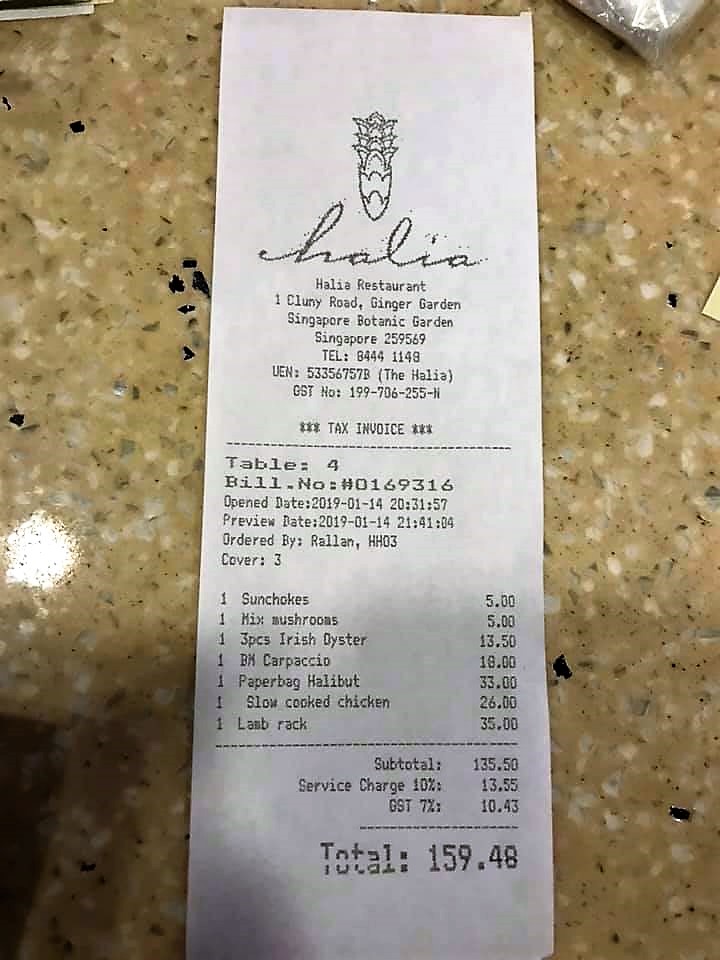 halia
Halia Restaurant
1 Cluny Road, Ginger Garden
Singapore Botanic Garden
Singapore 259569
TEL: 8444 1148
UEN: 53356757B (The Halia)
GST No: 199-706-255-N
*** TAX INVOICE ***
Table: 4
Bill.No:#0169316
Opened Date:2019-01-14 20:31:57
Preview Date:2019-01-14 21:41:04
Ordered By: Rallan, HH03
Cover: 3
1 Sunchokes 5.00
1 Mix mushrooms 5.00
1 3pcs Irish Oyster 13.50
1 BM Carpaccio 18.00
1 Paperbag Halibut 33.00
1 Slow cooked chicken 26.00
1 Lamb rack 35.00
Subtotal: 135.50
Service Charge 10%: 13.55
GST 7%: 10.43
Total: 159.48